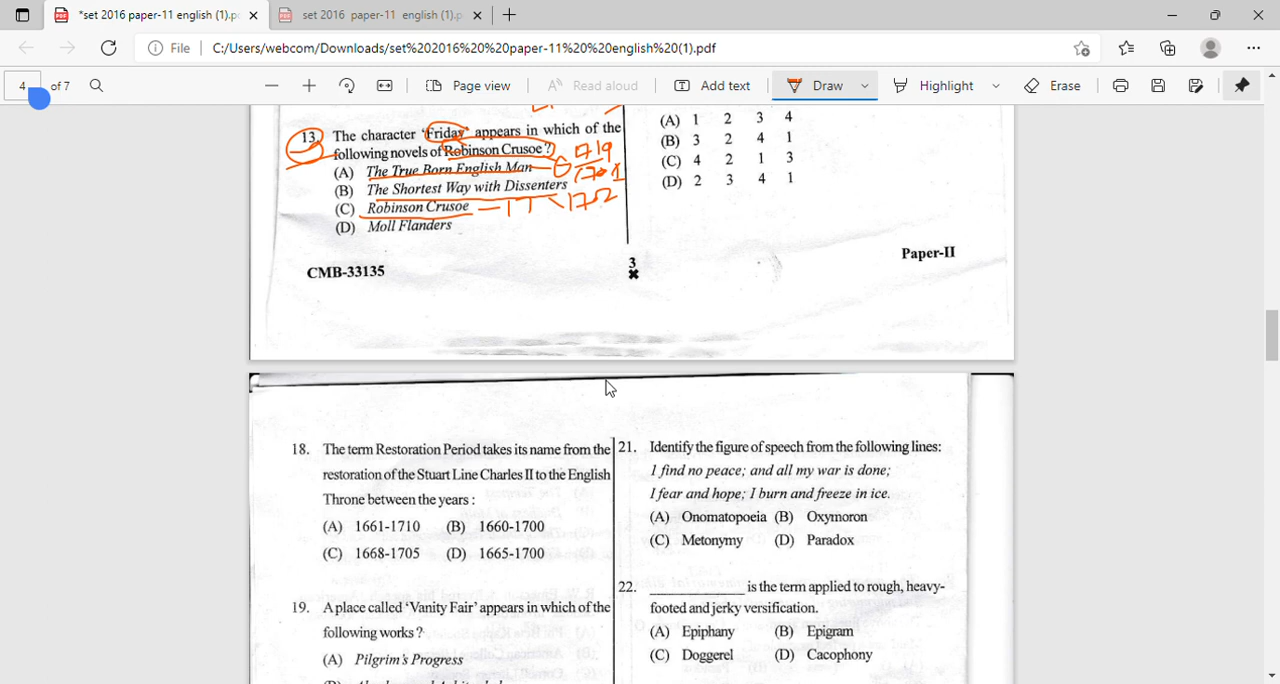 *set 2016 paper-11 english (1).p
set 2016 paper-11 english (1).p
File
C:/Users/webcom/Downloads/set%202016%20%20paper-11%20%20english%20(1).pdf
4
of 7
Page view
Read aloud
Add text
Draw
Highlight
Erase
13. The character 'Friday' appears in which of the
following novels of Robinson Crusoe?
(A) The True Born English Man
(B) The Shortest Way with Dissenters
(C) Robinson Crusoe
(D) Moll Flanders
1719
1701
1702
(A) 1 2 3 4
(B) 3 2 4 1
(C) 4 2 1 3
(D) 2 3 4 1
CMB-33135
3
Paper-II
18. The term Restoration Period takes its name from the
restoration of the Stuart Line Charles II to the English
Throne between the years :
(A) 1661-1710 (B) 1660-1700
(C) 1668-1705 (D) 1665-1700
19. A place called 'Vanity Fair' appears in which of the
following works ?
(A) Pilgrim's Progress
21. Identify the figure of speech from the following lines:
I find no peace; and all my war is done;
I fear and hope; I burn and freeze in ice.
(A) Onomatopoeia (B) Oxymoron
(C) Metonymy (D) Paradox
22. ____________ is the term applied to rough, heavy-
footed and jerky versification.
(A) Epiphany (B) Epigram
(C) Doggerel (D) Cacophony